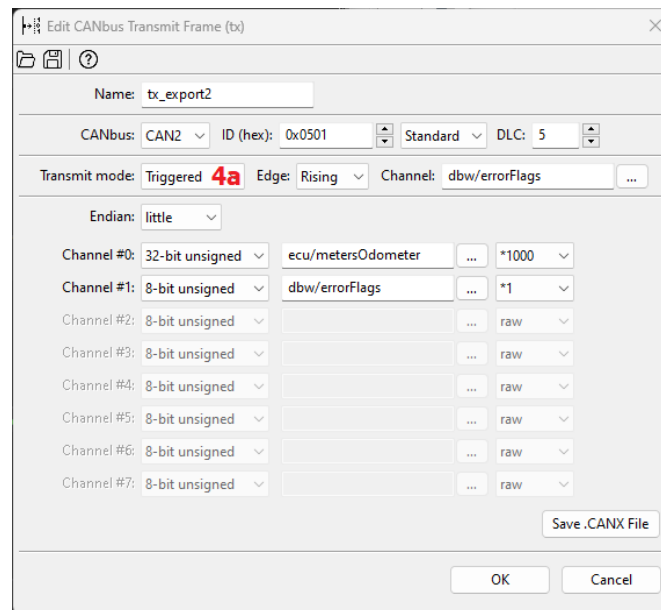 Edit CANbus Transmit Frame (tx)
Name: tx_export2
CANbus: CAN2 ID (hex): 0x0501 Standard DLC: 5
Transmit mode: Triggered 4a Edge: Rising Channel: dbw/errorFlags ...
Endian: little
Channel #0: 32-bit unsigned ecu/metersOdometer ... *1000
Channel #1: 8-bit unsigned dbw/errorFlags ... *1
Channel #2: 8-bit unsigned ... raw
Channel #3: 8-bit unsigned ... raw
Channel #4: 8-bit unsigned ... raw
Channel #5: 8-bit unsigned ... raw
Channel #6: 8-bit unsigned ... raw
Channel #7: 8-bit unsigned ... raw
Save .CANX File
OK Cancel